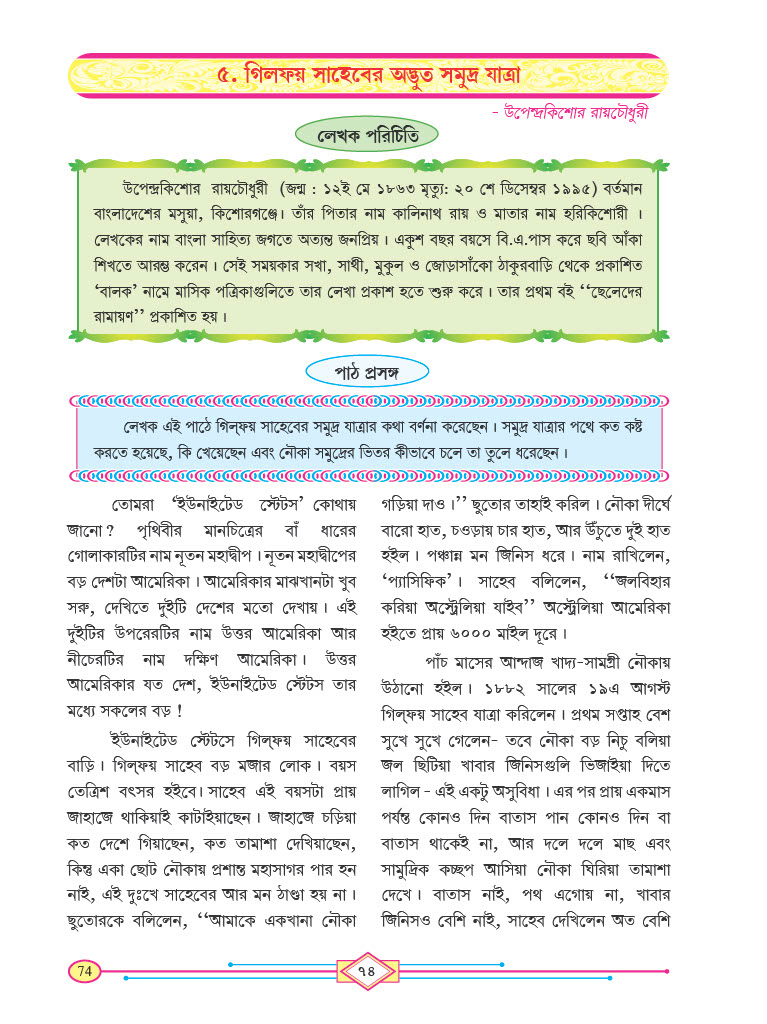 ৫. গিলফয় সাহেবের অদ্ভুত সমুদ্র যাত্রা
- উপেন্দ্রকিশোর রায়চৌধুরী
লেখক পরিচিতি
উপেন্দ্রকিশোর রায়চৌধুরী (জন্ম : ১২ই মে ১৮৬৩ মৃত্যু: ২০ শে ডিসেম্বর ১৯৯৫) বর্তমান
বাংলাদেশের মসুয়া, কিশোরগঞ্জে। তাঁর পিতার নাম কালিনাথ রায় ও মাতার নাম হরিকিশোরী ।
লেখকের নাম বাংলা সাহিত্য জগতে অত্যন্ত জনপ্রিয় । একুশ বছর বয়সে বি.এ.পাস করে ছবি আঁকা
শিখতে আরম্ভ করেন । সেই সময়কার সখা, সাথী, মুকুল ও জোড়াসাঁকো ঠাকুরবাড়ি থেকে প্রকাশিত
‘বালক’ নামে মাসিক পত্রিকাগুলিতে তার লেখা প্রকাশ হতে শুরু করে । তার প্রথম বই ‘‘ছেলেদের
রামায়ণ’’ প্রকাশিত হয় ।
পাঠ প্রসঙ্গ
লেখক এই পাঠে গিল্ফয় সাহেবের সমুদ্র যাত্রার কথা বর্ণনা করেছেন । সমুদ্র যাত্রার পথে কত কষ্ট
করতে হয়েছে, কি খেয়েছেন এবং নৌকা সমুদ্রের ভিতর কীভাবে চলে তা তুলে ধরেছেন ।
তোমরা ‘ইউনাইটেড স্টেটস’ কোথায়
জানো ? পৃথিবীর মানচিত্রের বাঁ ধারের
গোলাকারটির নাম নূতন মহাদ্বীপ । নূতন মহাদ্বীপের
বড় দেশটা আমেরিকা । আমেরিকার মাঝখানটা খুব
সরু, দেখিতে দুইটি দেশের মতো দেখায় । এই
দুইটির উপরেরটির নাম উত্তর আমেরিকা আর
নীচেরটির নাম দক্ষিণ আমেরিকা । উত্তর
আমেরিকার যত দেশ, ইউনাইটেড স্টেটস তার
মধ্যে সকলের বড় !
ইউনাইটেড স্টেটসে গিল্ফয় সাহেবের
বাড়ি । গিল্ফয় সাহেব বড় মজার লোক । বয়স
তেত্রিশ বৎসর হইবে। সাহেব এই বয়সটা প্রায়
জাহাজে থাকিয়াই কাটাইয়াছেন । জাহাজে চড়িয়া
কত দেশে গিয়াছেন, কত তামাশা দেখিয়াছেন,
কিন্তু একা ছোট নৌকায় প্রশান্ত মহাসাগর পার হন
নাই, এই দুঃখে সাহেবের আর মন ঠাণ্ডা হয় না ।
ছুতোরকে বলিলেন, ‘‘আমাকে একখানা নৌকা
গড়িয়া দাও ।’’ ছুতোর তাহাই করিল । নৌকা দীর্ঘে
বারো হাত, চওড়ায় চার হাত, আর উঁচুতে দুই হাত
হইল । পঞ্চান্ন মন জিনিস ধরে । নাম রাখিলেন,
‘প্যাসিফিক’ । সাহেব বলিলেন, ‘‘জলবিহার
করিয়া অস্ট্রেলিয়া যাইব’’ অস্ট্রেলিয়া আমেরিকা
হইতে প্রায় ৬০০০ মাইল দূরে ।
পাঁচ মাসের আন্দাজ খাদ্য-সামগ্রী নৌকায়
উঠানো হইল । ১৮৮২ সালের ১৯এ আগস্ট
গিল্ফয় সাহেব যাত্রা করিলেন । প্রথম সপ্তাহ বেশ
সুখে সুখে গেলেন- তবে নৌকা বড় নিচু বলিয়া
জল ছিটিয়া খাবার জিনিসগুলি ভিজাইয়া দিতে
লাগিল - এই একটু অসুবিধা । এর পর প্রায় একমাস
পর্যন্ত কোনও দিন বাতাস পান কোনও দিন বা
বাতাস থাকেই না, আর দলে দলে মাছ এবং
সামুদ্রিক কচ্ছপ আসিয়া নৌকা ঘিরিয়া তামাশা
দেখে । বাতাস নাই, পথ এগোয় না, খাবার
জিনিসও বেশি নাই, সাহেব দেখিলেন অত বেশি
74
৭৪